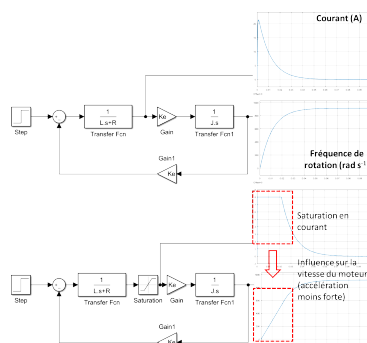 Courant (A)
1
L.s+R
Ke
1
J.s
Step
Transfer Fcn
Gain
Transfer Fcn1
Gain1
Ke
Fréquence de
rotation (rad s⁻¹
Saturation en
courant
Influence sur la
vitesse du moteur
(accélération
moins forte)
1
L.s+R
Ke
1
J.s
Step
Transfer Fcn
Saturation
Gain
Transfer Fcn1
Gain1
Ke